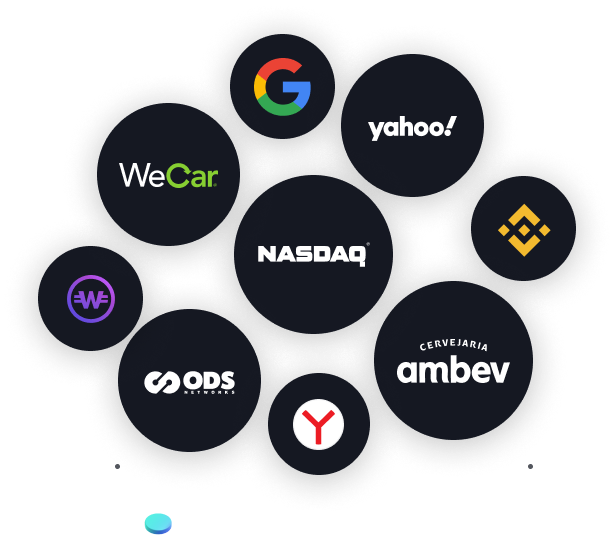 G
yahoo!
WeCar
NASDAQ®
W
CERVEJARIA
ambev
ODS
NETWORKS
Y